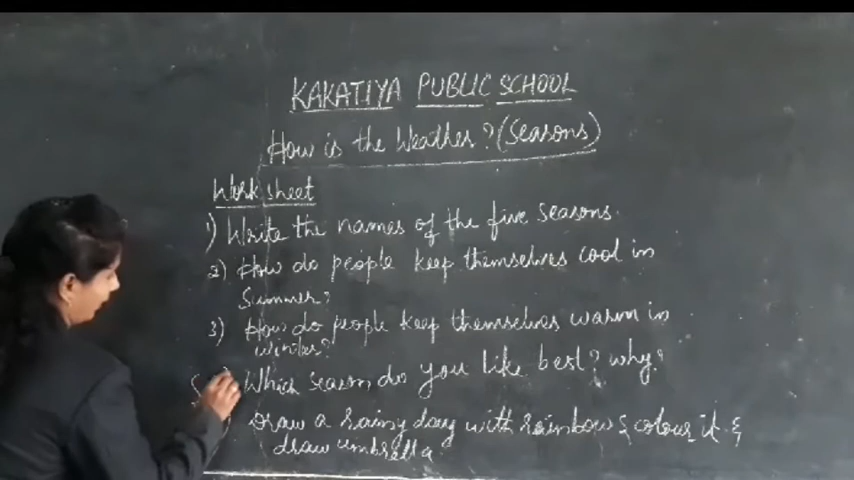 KAKATIYA PUBLIC SCHOOL
How is the Weather? (Seasons)
Work sheet
1) Write the names of the five seasons.
2) How do people keep themselves cool in
Summer?
3) How do people keep themselves warm in
winter?
Which season do you like best? why?
Draw a rainy day with rainbow & colour it &
draw umbrella.